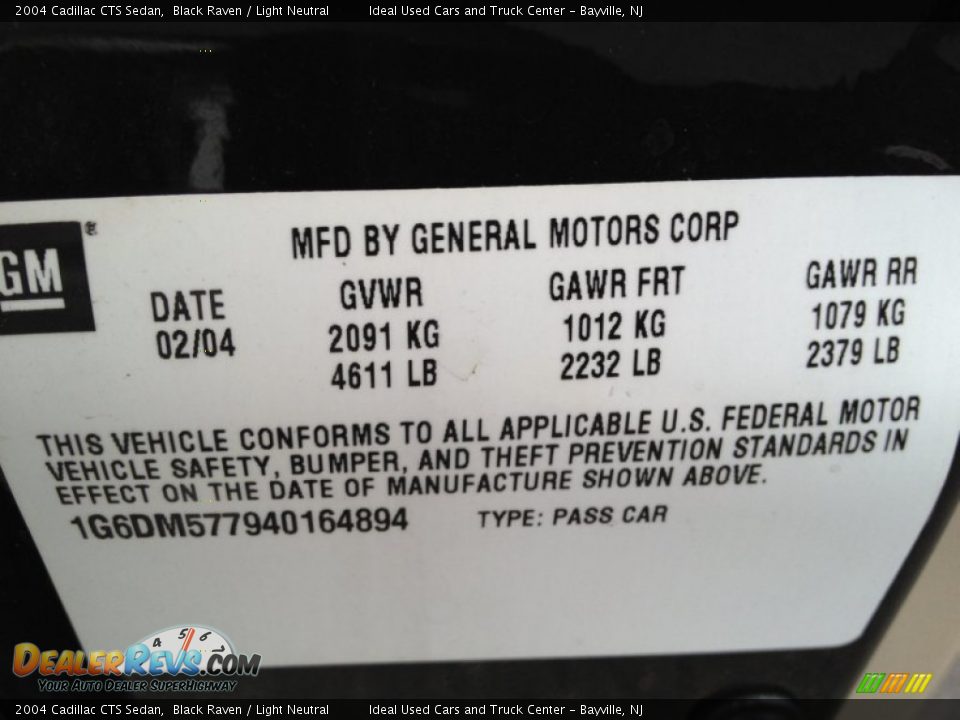 2004 Cadillac CTS Sedan, Black Raven / Light Neutral Ideal Used Cars and Truck Center - Bayville, NJ
GM ®
MFD BY GENERAL MOTORS CORP
DATE GVWR GAWR FRT GAWR RR
02/04 2091 KG 1012 KG 1079 KG
4611 LB 2232 LB 2379 LB
THIS VEHICLE CONFORMS TO ALL APPLICABLE U.S. FEDERAL MOTOR
VEHICLE SAFETY, BUMPER, AND THEFT PREVENTION STANDARDS IN
EFFECT ON THE DATE OF MANUFACTURE SHOWN ABOVE.
1G6DM577940164894 TYPE: PASS CAR
4 5 6 7
DEALERREVS.COM
YOUR AUTO DEALER SUPERHIGHWAY
2004 Cadillac CTS Sedan, Black Raven / Light Neutral Ideal Used Cars and Truck Center - Bayville, NJ